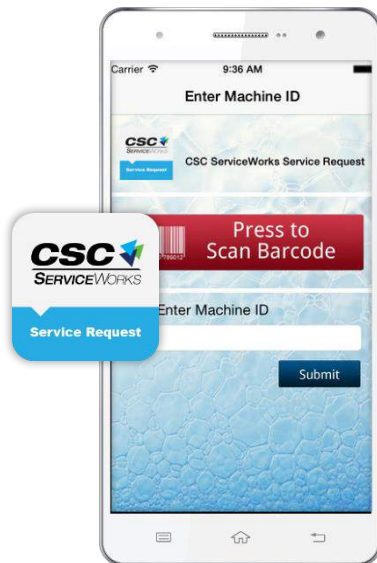 Carrier
9:36 AM
Enter Machine ID
CSC
SERVICEWORKS
Service Request
CSC ServiceWorks Service Request
Press to
Scan Barcode
CSC
SERVICEWORKS
Service Request
Enter Machine ID
Submit